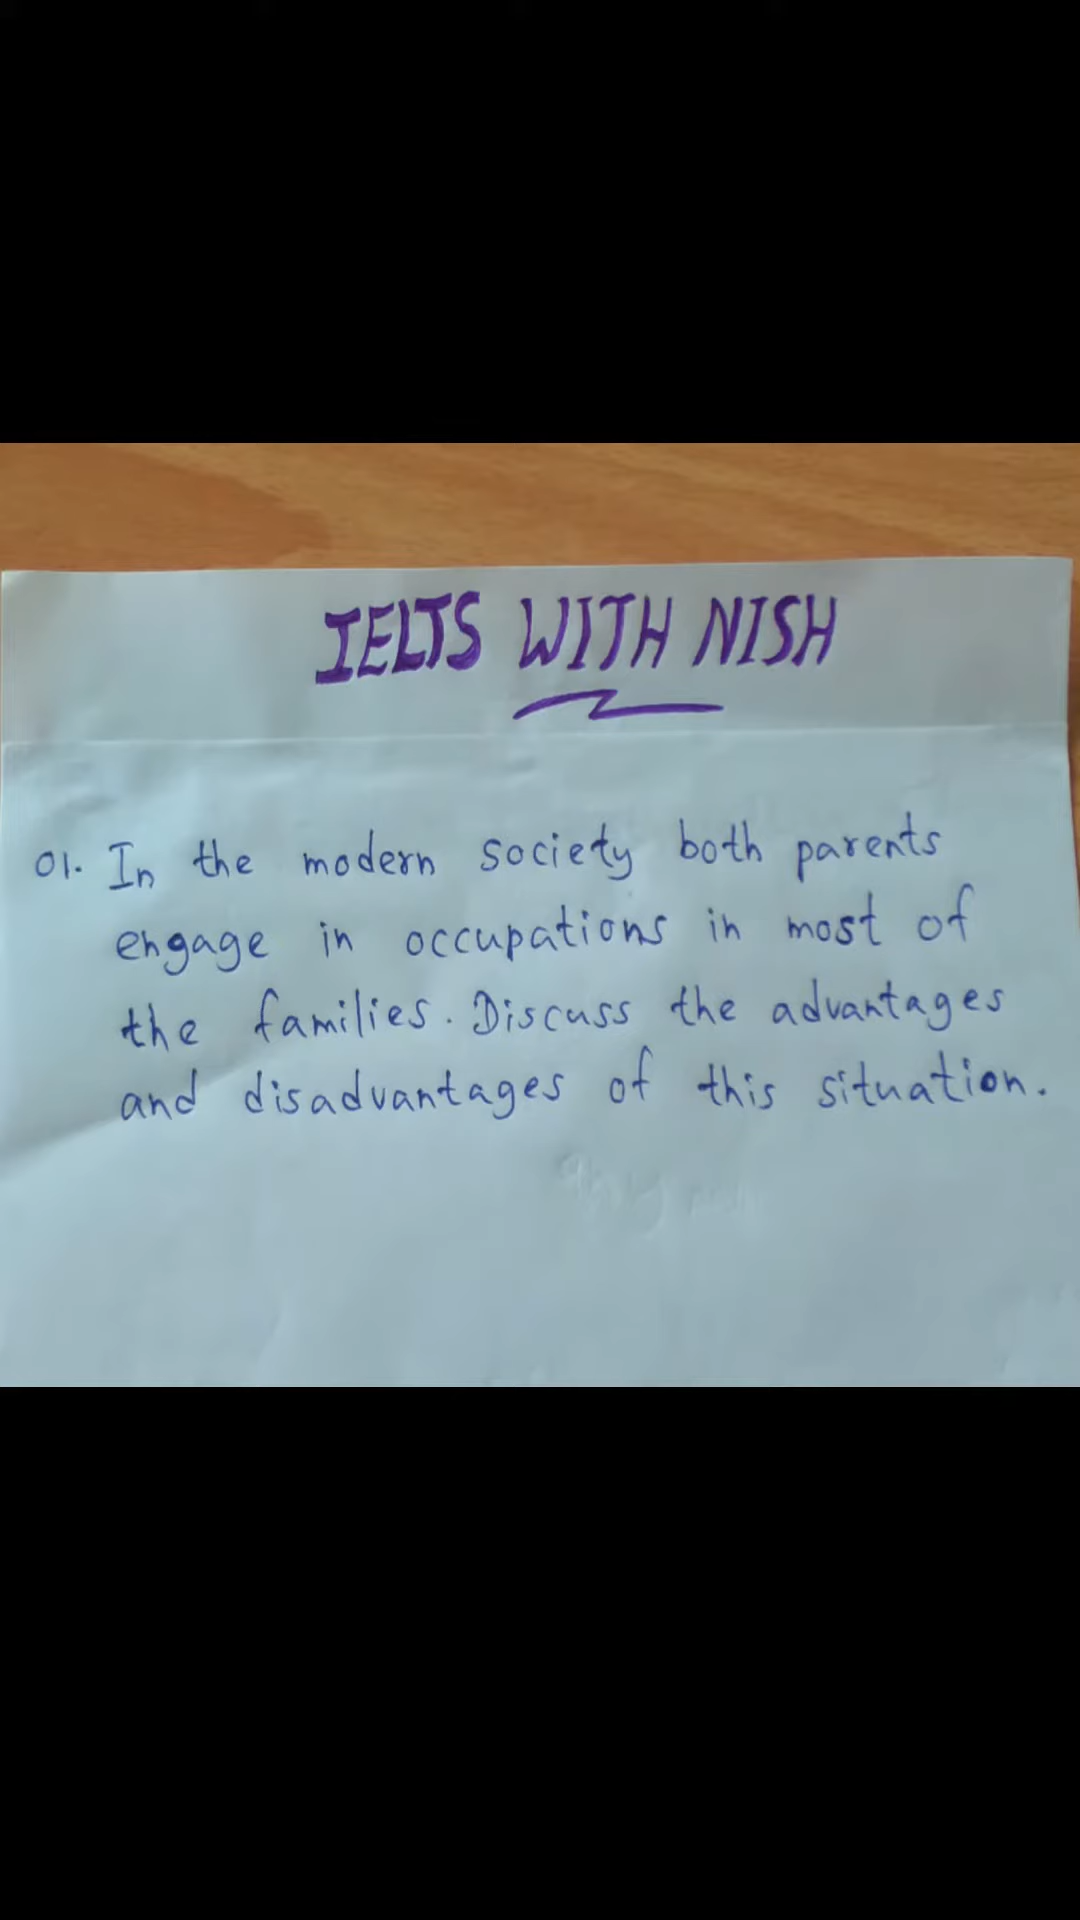 IELTS WITH NISH
01. In the modern society both parents
engage in occupations in most of
the families. Discuss the advantages
and disadvantages of this situation.